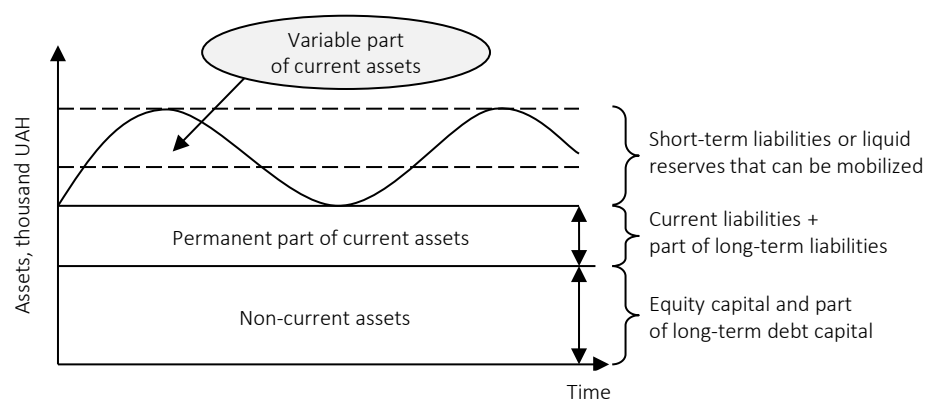 Variable part
of current assets
Assets, thousand UAH
Short-term liabilities or liquid
reserves that can be mobilized
Permanent part of current assets
Current liabilities +
part of long-term liabilities
Non-current assets
Equity capital and part
of long-term debt capital
Time